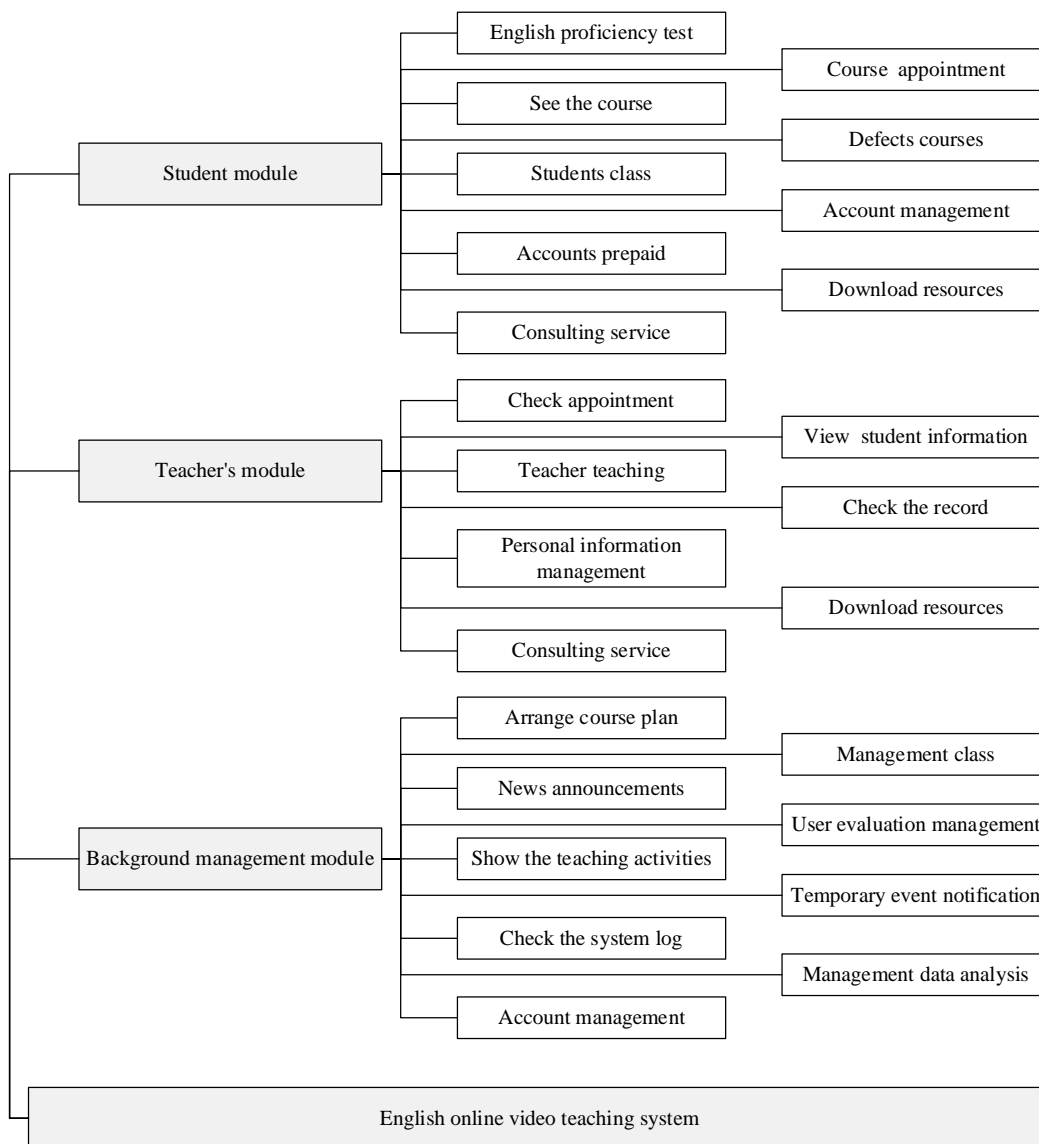 English proficiency test
Course appointment
See the course
Defects courses
Student module
Students class
Account management
Accounts prepaid
Download resources
Consulting service
Check appointment
View student information
Teacher's module
Teacher teaching
Check the record
Personal information
management
Download resources
Consulting service
Arrange course plan
Management class
News announcements
User evaluation management
Background management module
Show the teaching activities
Temporary event notification
Check the system log
Management data analysis
Account management
English online video teaching system